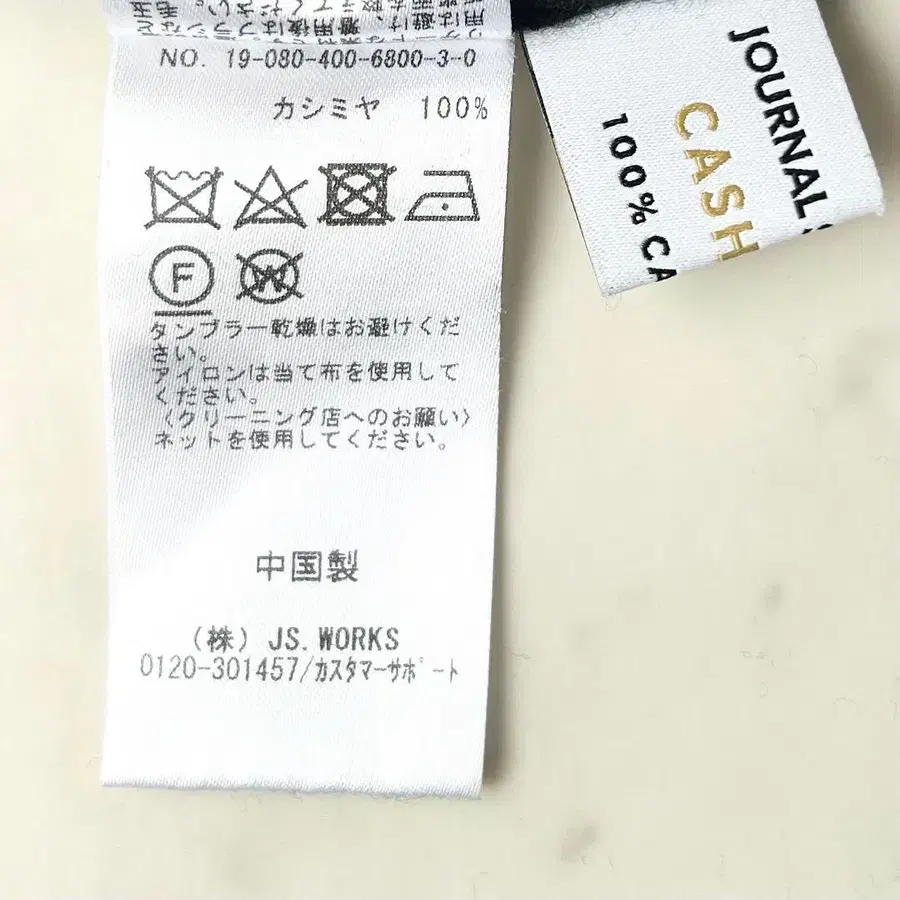 NO. 19-080-400-6800-3-0
カシミヤ 100%
F
W
タンブラー乾燥はお避けくだ
さい。
アイロンは当て布を使用して
ください。
〈クリーニング店へのお願い〉
ネットを使用してください。
中国製
(株) JS.WORKS
0120-301457/カスタマーサポート
JOURNAL
CASH
100% CA